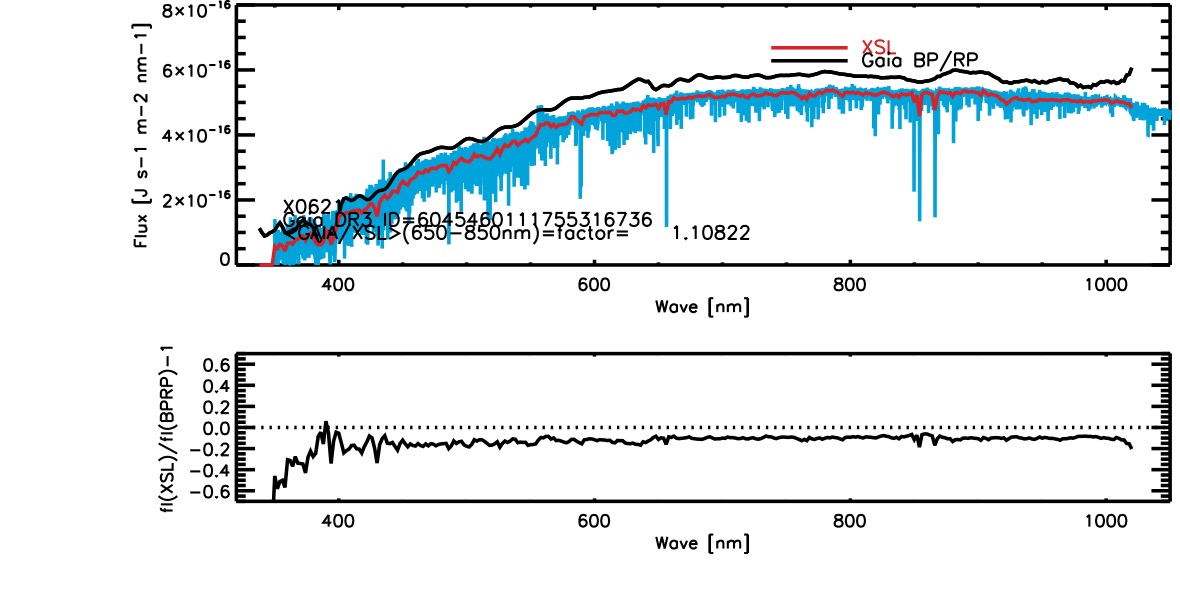 8×10−16
6×10−16
4×10−16
2×10−16
0
Flux [J s−1 m−2 nm−1]
XSL
Gaia BP/RP
X0621
Gaia DR3 ID=6045460111755316736
<GAIA/XSL>(650−850nm)=factor= 1.10822
400 600 800 1000
Wave [nm]
0.6
0.4
0.2
0.0
−0.2
−0.4
−0.6
fl(XSL)/fl(BPRP)−1
400 600 800 1000
Wave [nm]